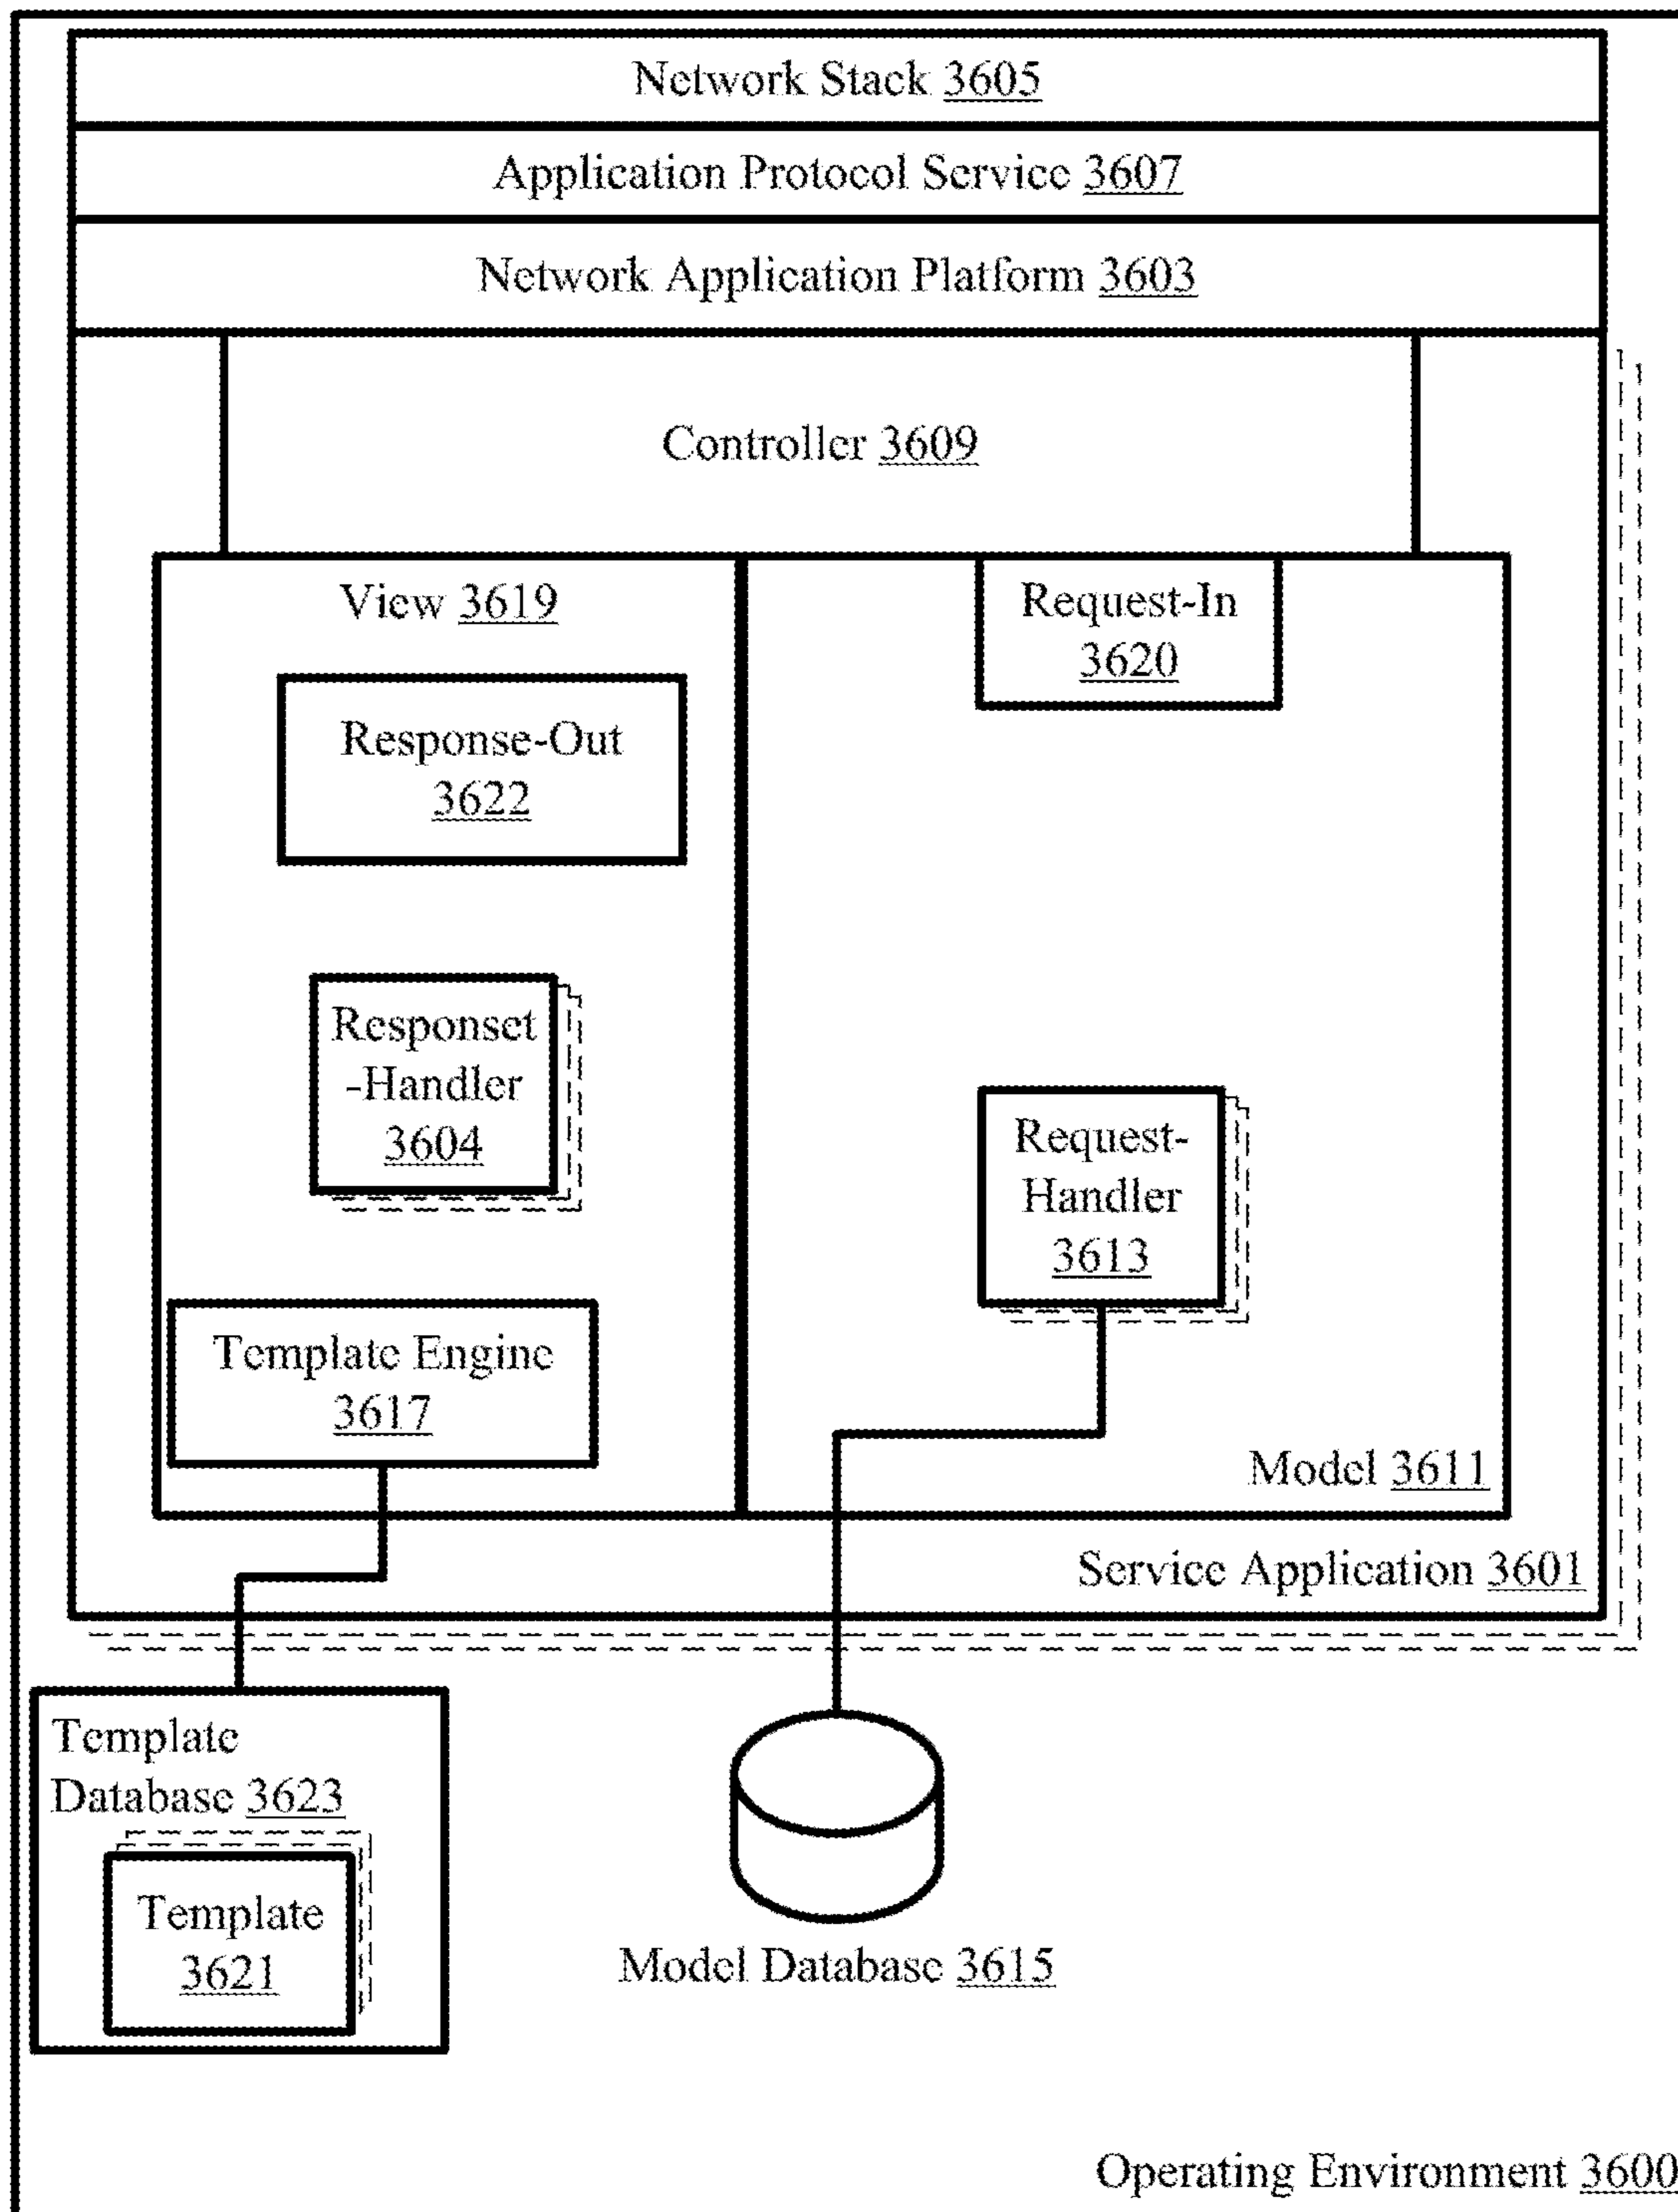 Network Stack 3605
Application Protocol Service 3607
Network Application Platform 3603
Controller 3609
View 3619
Response-Out
3622
Responset
-Handler
3604
Template Engine
3617
Request-In
3620
Request-
Handler
3613
Model 3611
Service Application 3601
Template
Database 3623
Template
3621
Model Database 3615
Operating Environment 3600